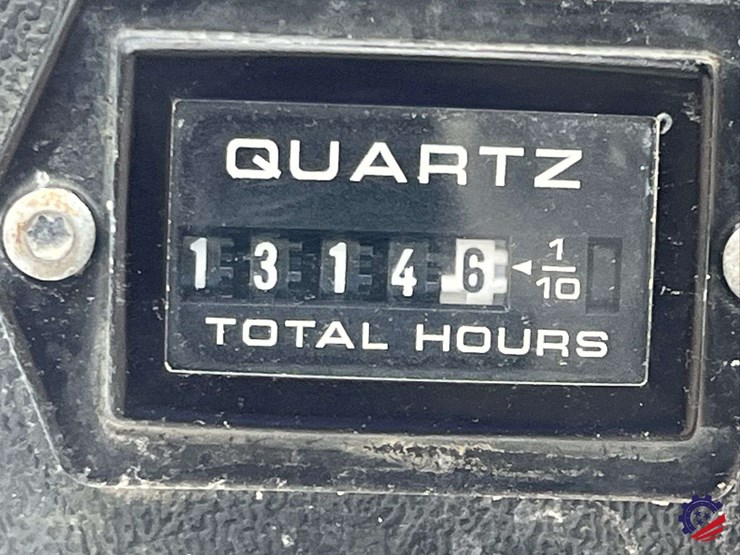 QUARTZ
13146 ◄ 1/10
TOTAL HOURS